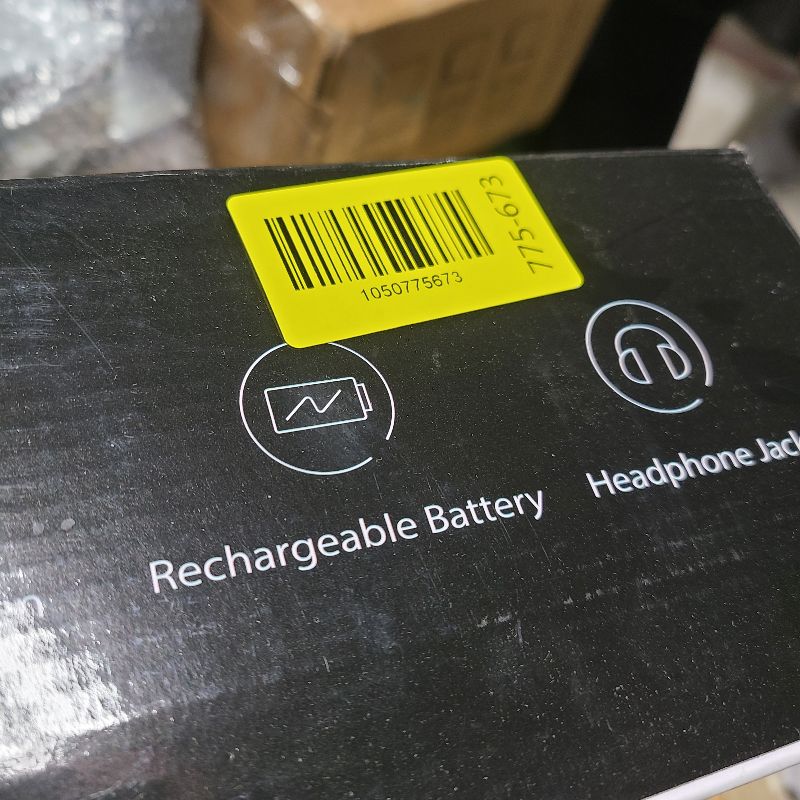 1050775673
775-673
Rechargeable Battery
Headphone Jack